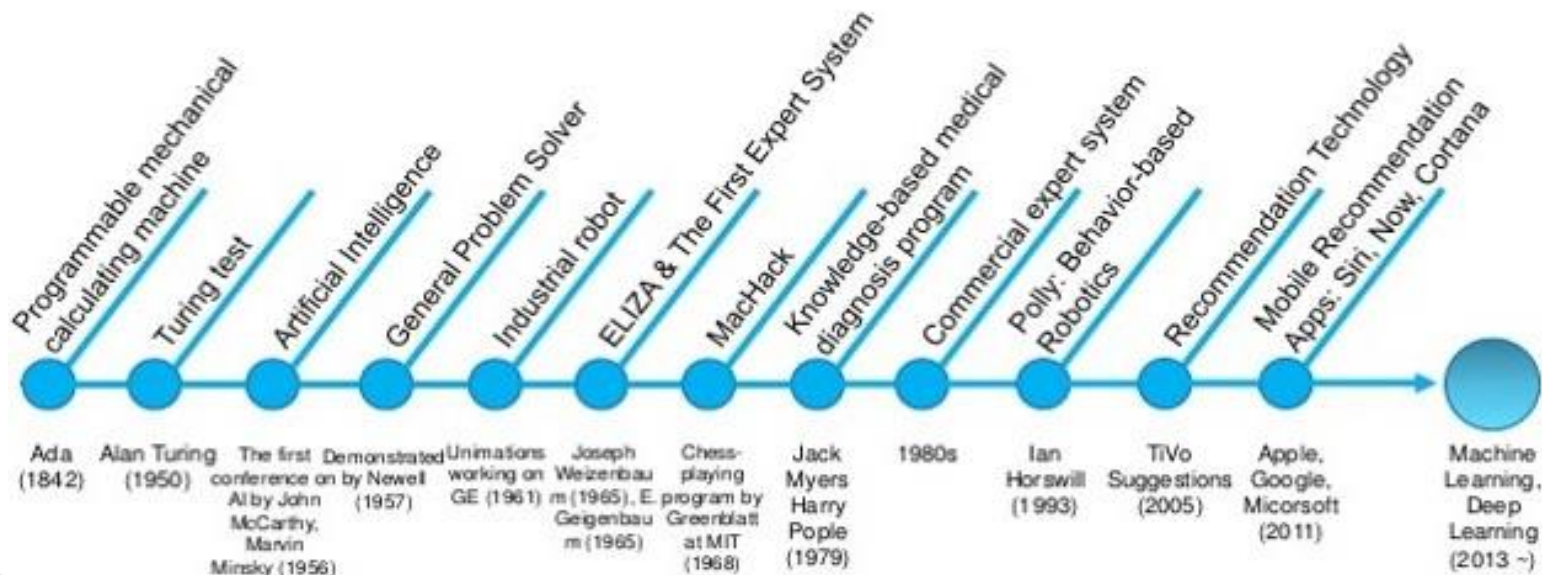 Programmable mechanical
calculating machine
Turing test
Artificial Intelligence
General Problem Solver
Industrial robot
ELIZA & The First Expert System
MacHack
Knowledge-based medical
diagnosis program
Commercial expert system
Polly: Behavior-based
Robotics
Recommendation Technology
Mobile Recommendation
Apps: Siri, Now, Cortana
Ada
(1842)
Alan Turing
(1950)
The first
conference on
AI by John
McCarthy,
Marvin
Minsky (1956)
Demonstrated
by Newell
(1957)
Unimations
working on
GE (1961)
Joseph
Weizenbau
m (1965), E.
Geigenbau
m (1965)
Chess-
playing
program by
Greenblatt
at MIT
(1968)
Jack
Myers
Harry
Pople
(1979)
1980s
Ian
Horswill
(1993)
TiVo
Suggestions
(2005)
Apple,
Google,
Micorsoft
(2011)
Machine
Learning,
Deep
Learning
(2013 ~)